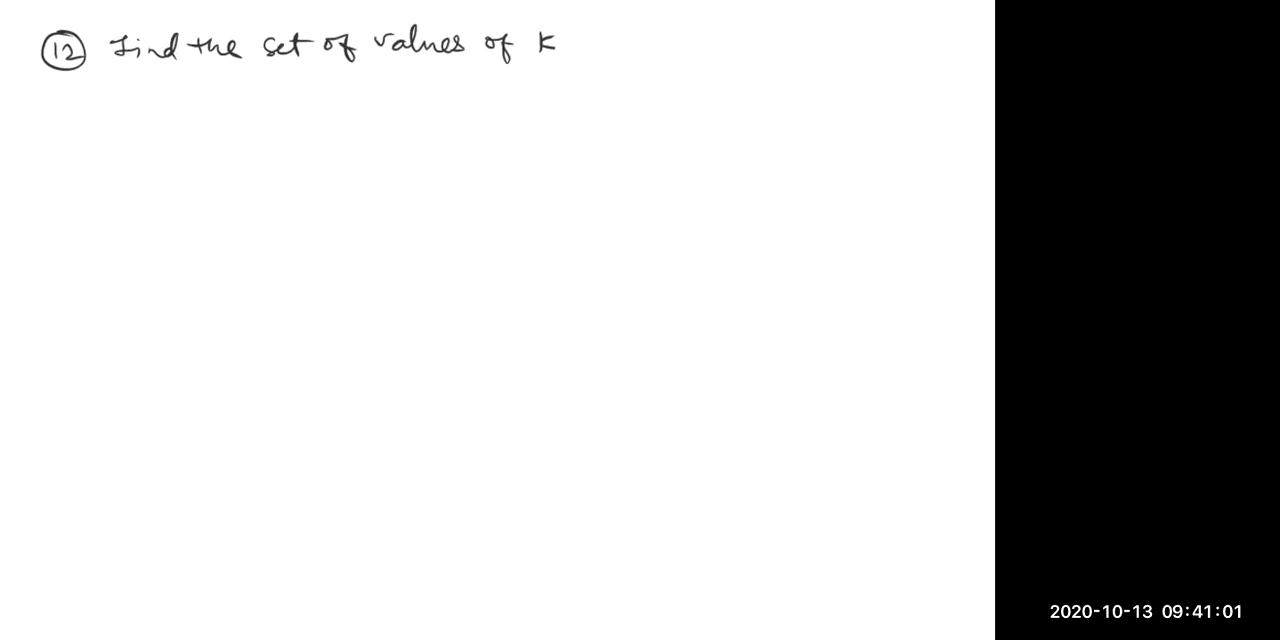 12 Find the set of values of K
2020-10-13 09:41:01